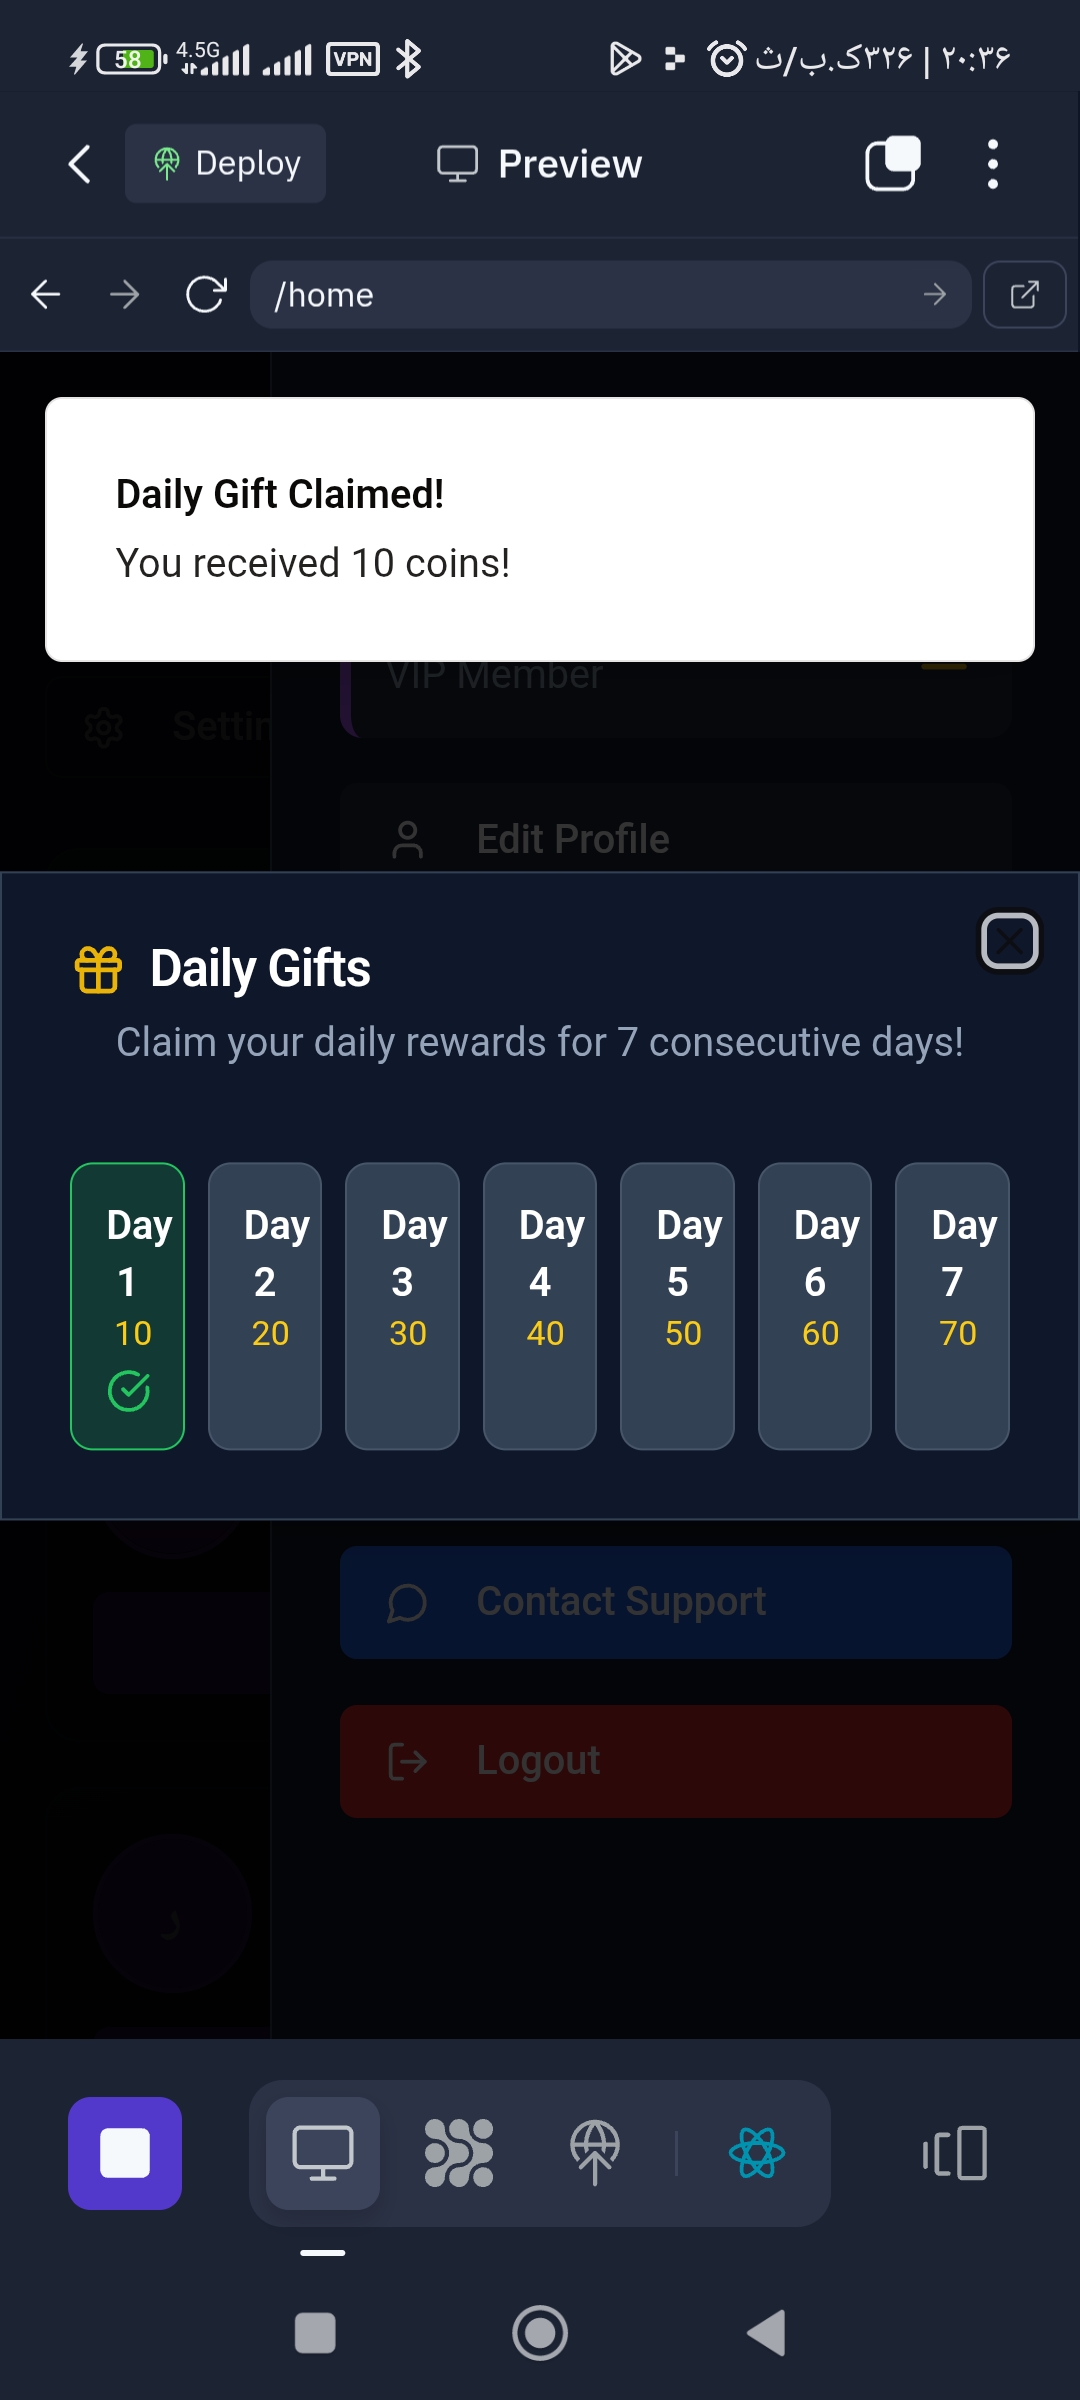 58 4.5G VPN ۳۲۶ک.ب/ث | ۲۰:۳۶
Deploy Preview
/home
Daily Gift Claimed!
You received 10 coins!
VIP Member
Settin
Edit Profile
Daily Gifts
Claim your daily rewards for 7 consecutive days!
Day 1 10
Day 2 20
Day 3 30
Day 4 40
Day 5 50
Day 6 60
Day 7 70
Contact Support
Logout